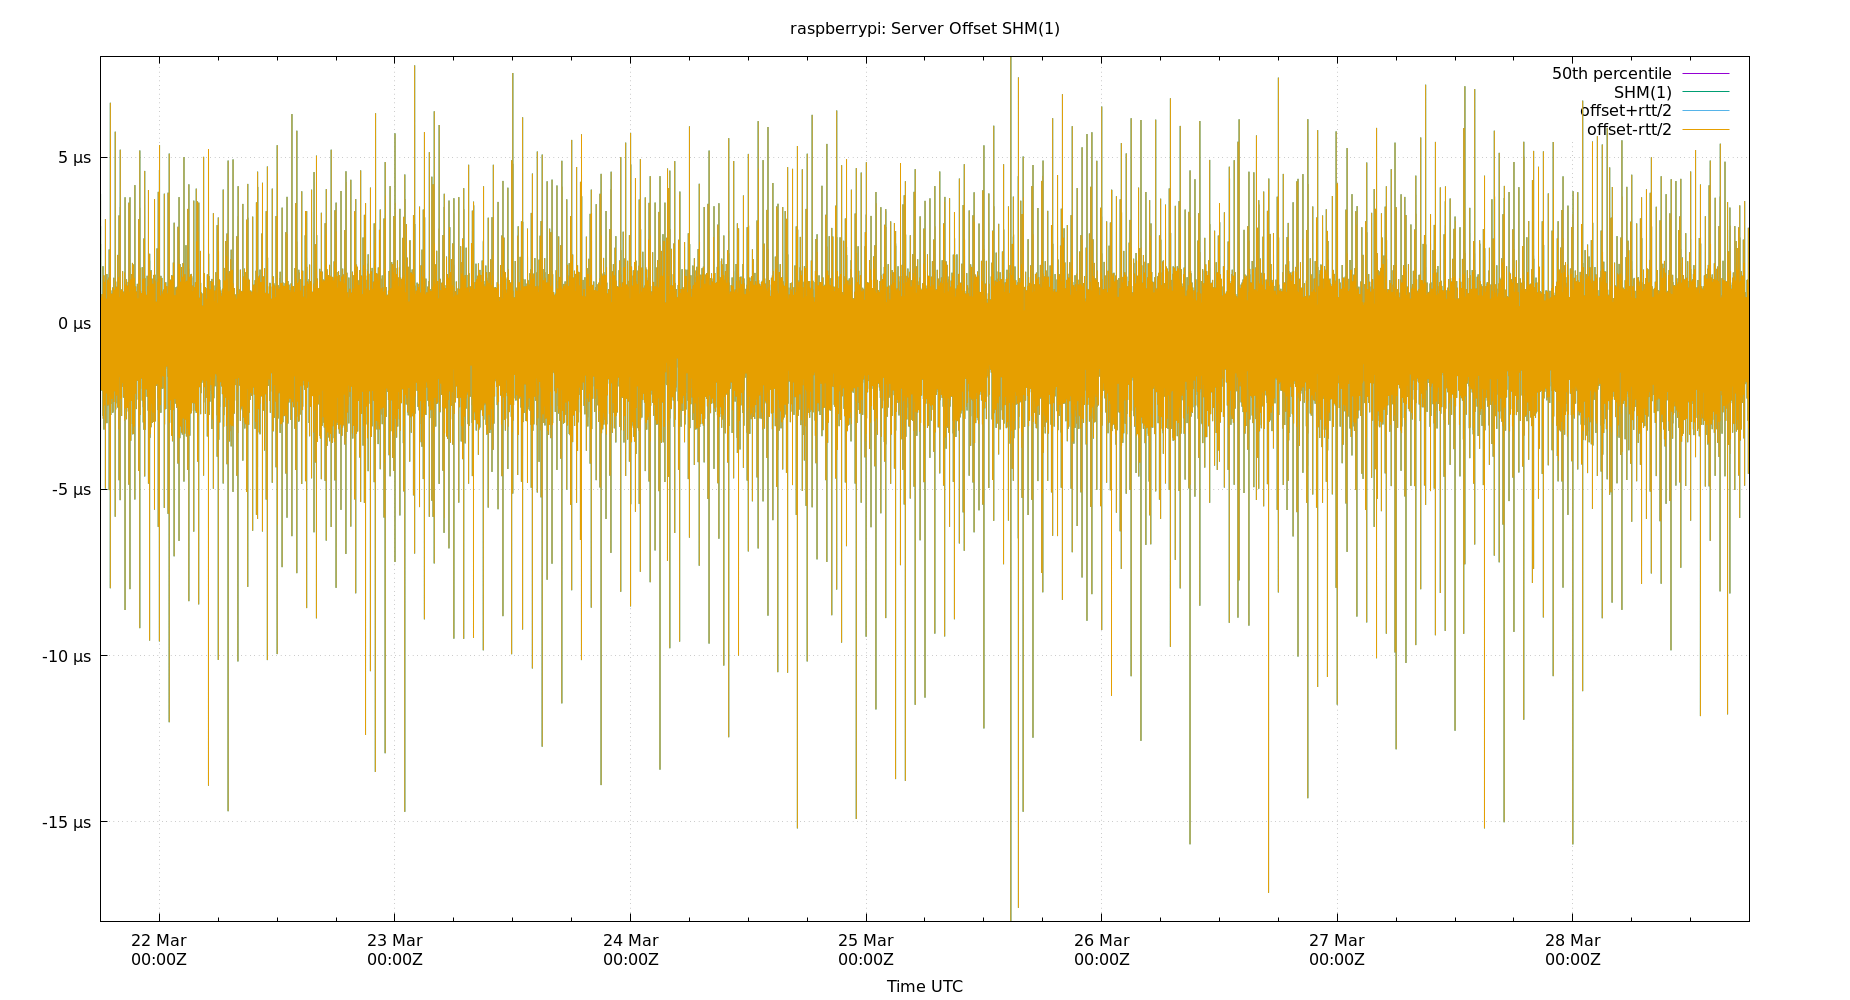 raspberrypi: Server Offset SHM(1)
50th percentile
SHM(1)
offset+rtt/2
offset-rtt/2
5 µs
0 µs
-5 µs
-10 µs
-15 µs
22 Mar 23 Mar 24 Mar 25 Mar 26 Mar 27 Mar 28 Mar
00:00Z 00:00Z 00:00Z 00:00Z 00:00Z 00:00Z 00:00Z
Time UTC